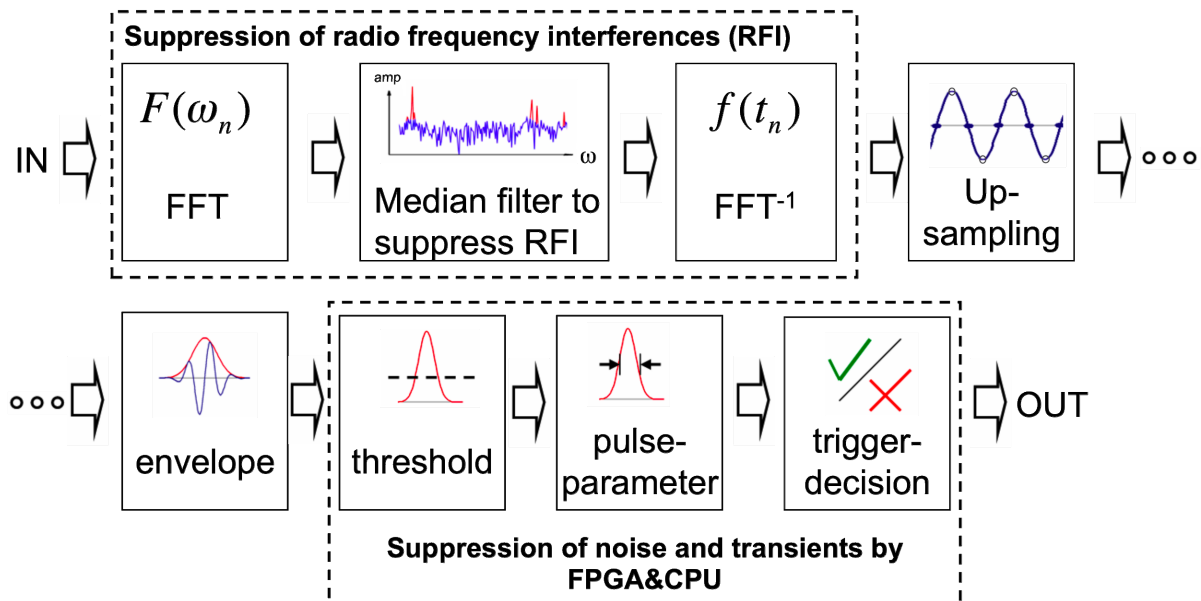 Suppression of radio frequency interferences (RFI)
IN
F(ωₙ)
FFT
amp
ω
Median filter to
suppress RFI
f(tₙ)
FFT⁻¹
Up-
sampling
envelope
threshold
pulse-
parameter
trigger-
decision
OUT
Suppression of noise and transients by
FPGA&CPU